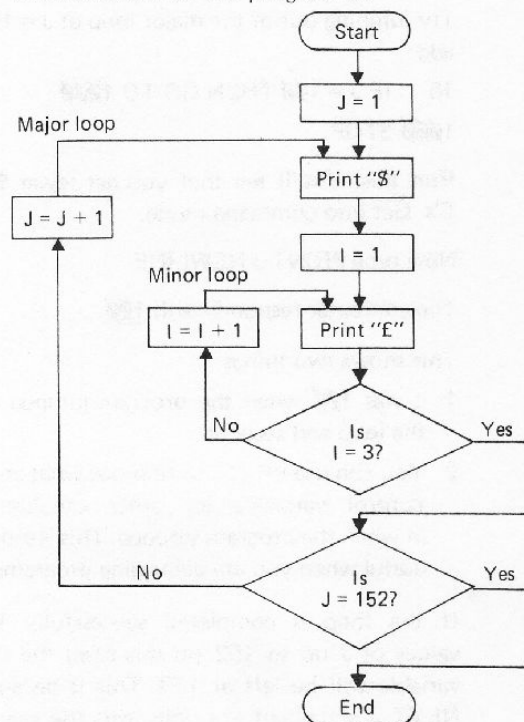 Start
J = 1
Major loop
Print "$"
J = J + 1
I = 1
Minor loop
I = I + 1
Print "£"
No
Is
I = 3?
Yes
No
Is
J = 152?
Yes
End